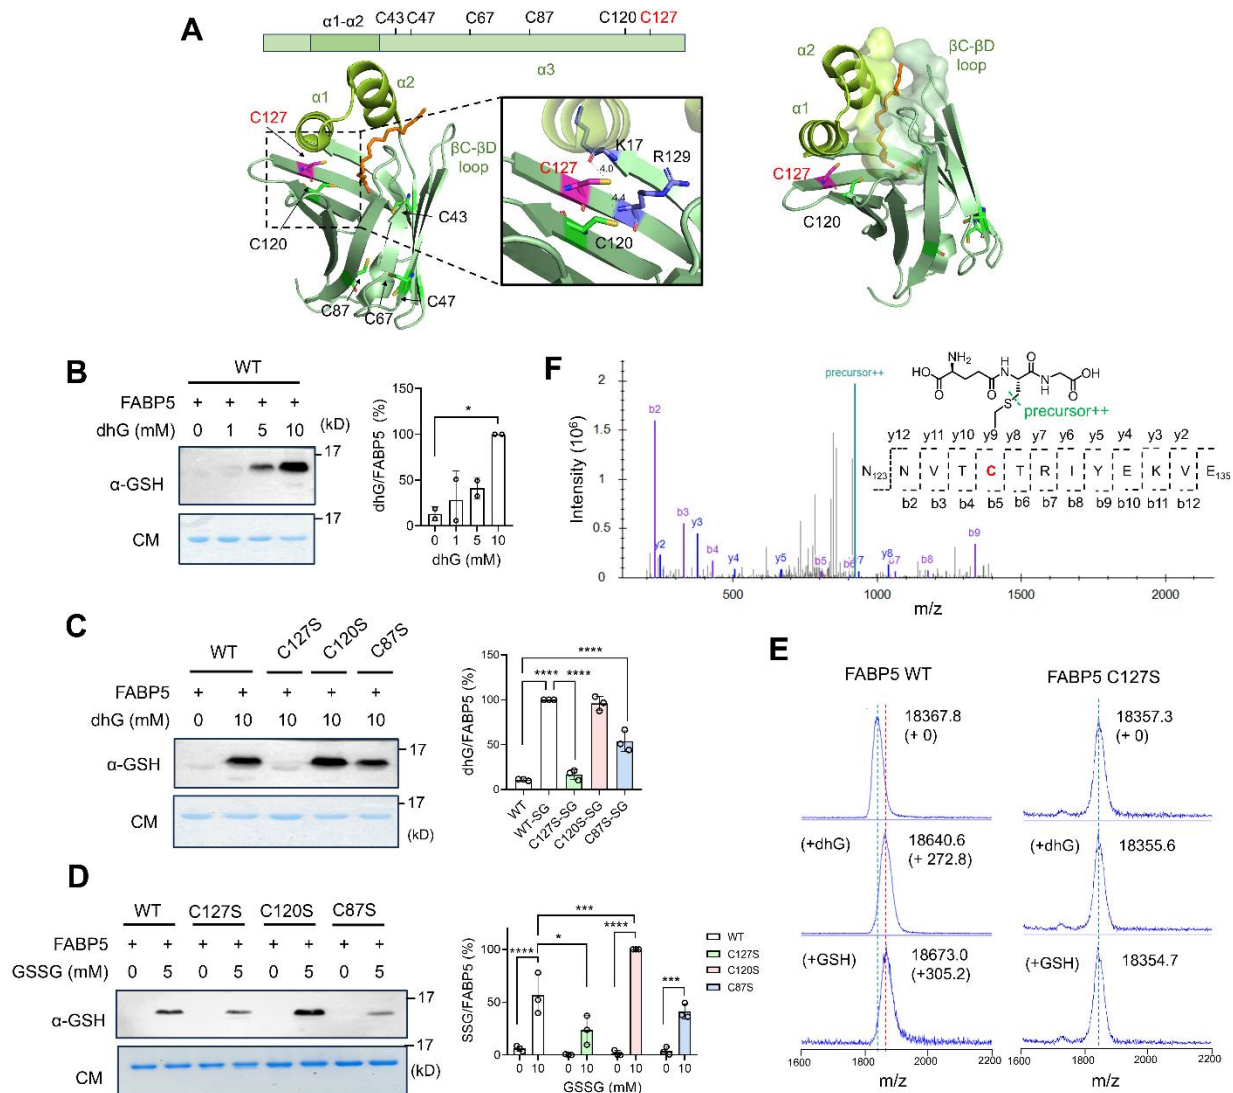 A
α1-α2
C43
C47
C67
C87
C120
C127
α3
α2
α1
C127
βC-βD
loop
C120
C43
C87
C67
C47
K17
R129
C127
4.0
4.4
C120
α2
βC-βD
loop
α1
C127
C120
B
WT
FABP5 + + + + (kD)
dhG (mM) 0 1 5 10
17
α-GSH
17
CM
dhG/FABP5 (%)
150
100
50
0
*
0 1 5 10
dhG (mM)
F
Intensity (10⁶)
2
1.5
1
0.5
0
b2
y2
b3
y3
b4
y4
y5
b5
b6
precursor++
y7
y8
b7
b8
b9
500 1000 1500 2000
m/z
NH2
HO
O
O
H
N
N
H
O
OH
O
S
precursor++
y12 y11 y10 y9 y8 y7 y6 y5 y4 y3 y2
N123 N V T C T R I Y E K V E135
b2 b3 b4 b5 b6 b7 b8 b9 b10 b11 b12
C
WT C127S C120S C87S
FABP5 + + + + +
dhG (mM) 0 10 10 10 10
17
α-GSH
17
CM
(kD)
dhG/FABP5 (%)
150
100
50
0
****
**** ****
WT
WT-SG
C127S-SG
C120S-SG
C87S-SG
D
WT C127S C120S C87S
FABP5 + + + + + + + +
GSSG (mM) 0 5 0 5 0 5 0 5
17
α-GSH
17
CM
(kD)
SSG/FABP5 (%)
100
50
0
***
****
*
****
***
WT
C127S
C120S
C87S
0 10 0 10 0 10 0 10
GSSG (mM)
E
FABP5 WT
18367.8
(+ 0)
(+dhG)
18640.6
(+ 272.8)
(+GSH)
18673.0
(+305.2)
1600 1800 2000 2200
m/z
FABP5 C127S
18357.3
(+ 0)
(+dhG)
18355.6
(+GSH)
18354.7
1600 1800 2000 2200
m/z